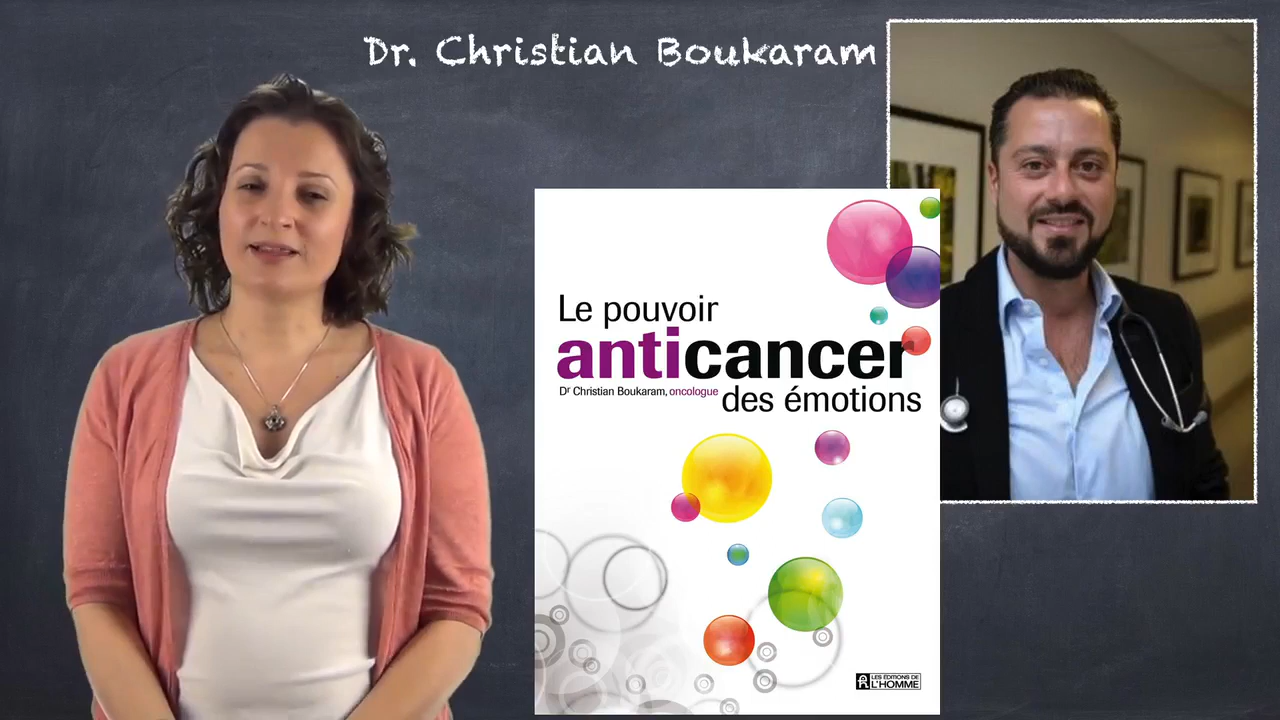 Dr. Christian Boukaram
Le pouvoir
anticancer
Dr Christian Boukaram, oncologue
des émotions
LES ÉDITIONS DE
L'HOMME